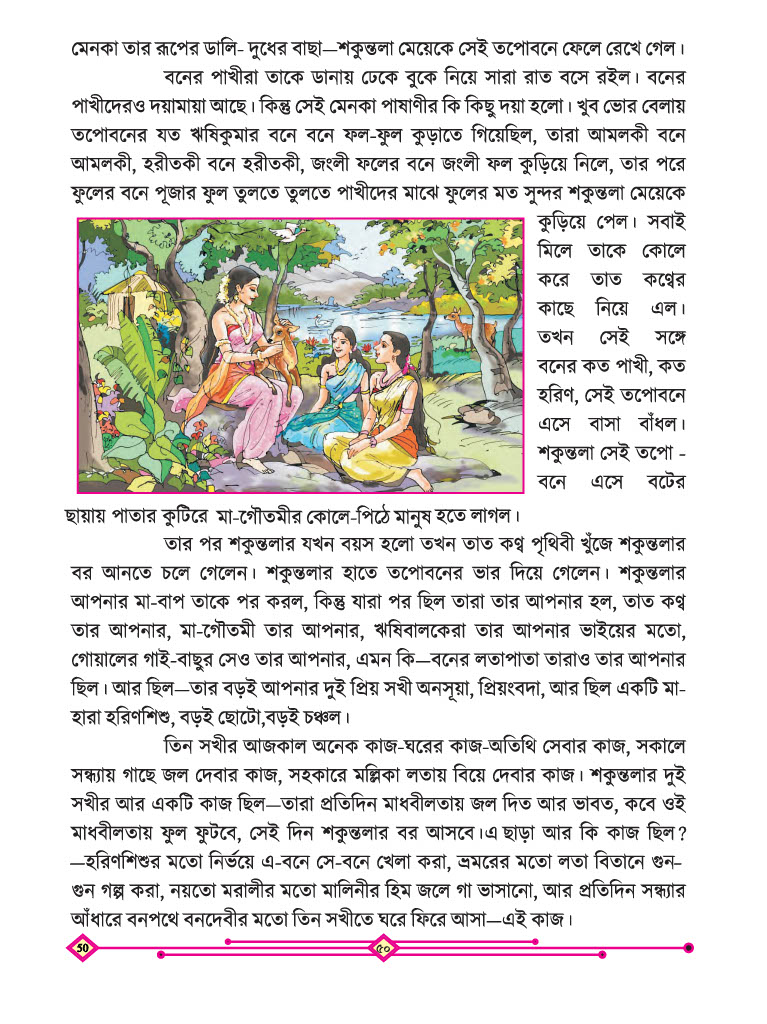 মেনকা তার রূপের ডালি- দুধের বাছা—শকুন্তলা মেয়েকে সেই তপোবনে ফেলে রেখে গেল।
বনের পাখীরা তাকে ডানায় ঢেকে বুকে নিয়ে সারা রাত বসে রইল। বনের
পাখীদেরও দয়ামায়া আছে। কিন্তু সেই মেনকা পাষাণীর কি কিছু দয়া হলো। খুব ভোর বেলায়
তপোবনের যত ঋষিকুমার বনে বনে ফল-ফুল কুড়াতে গিয়েছিল, তারা আমলকী বনে
আমলকী, হরীতকী বনে হরীতকী, জংলী ফলের বনে জংলী ফল কুড়িয়ে নিলে, তার পরে
ফুলের বনে পূজার ফুল তুলতে তুলতে পাখীদের মাঝে ফুলের মত সুন্দর শকুন্তলা মেয়েকে
কুড়িয়ে পেল। সবাই
মিলে তাকে কোলে
করে তাত কণ্বের
কাছে নিয়ে এল।
তখন সেই সঙ্গে
বনের কত পাখী, কত
হরিণ, সেই তপোবনে
এসে বাসা বাঁধল।
শকুন্তলা সেই তপো -
বনে এসে বটের
ছায়ায় পাতার কুটিরে মা-গৌতমীর কোলে-পিঠে মানুষ হতে লাগল।
তার পর শকুন্তলার যখন বয়স হলো তখন তাত কণ্ব পৃথিবী খুঁজে শকুন্তলার
বর আনতে চলে গেলেন। শকুন্তলার হাতে তপোবনের ভার দিয়ে গেলেন। শকুন্তলার
আপনার মা-বাপ তাকে পর করল, কিন্তু যারা পর ছিল তারা তার আপনার হল, তাত কণ্ব
তার আপনার, মা-গৌতমী তার আপনার, ঋষিবালকেরা তার আপনার ভাইয়ের মতো,
গোয়ালের গাই-বাছুর সেও তার আপনার, এমন কি—বনের লতাপাতা তারাও তার আপনার
ছিল। আর ছিল—তার বড়ই আপনার দুই প্রিয় সখী অনসূয়া, প্রিয়ংবদা, আর ছিল একটি মা-
হারা হরিণশিশু, বড়ই ছোটো,বড়ই চঞ্চল।
তিন সখীর আজকাল অনেক কাজ-ঘরের কাজ-অতিথি সেবার কাজ, সকালে
সন্ধ্যায় গাছে জল দেবার কাজ, সহকারে মল্লিকা লতায় বিয়ে দেবার কাজ। শকুন্তলার দুই
সখীর আর একটি কাজ ছিল—তারা প্রতিদিন মাধবীলতায় জল দিত আর ভাবত, কবে ওই
মাধবীলতায় ফুল ফুটবে, সেই দিন শকুন্তলার বর আসবে।এ ছাড়া আর কি কাজ ছিল?
—হরিণশিশুর মতো নির্ভয়ে এ-বনে সে-বনে খেলা করা, ভ্রমরের মতো লতা বিতানে গুন–
গুন গল্প করা, নয়তো মরালীর মতো মালিনীর হিম জলে গা ভাসানো, আর প্রতিদিন সন্ধ্যার
আঁধারে বনপথে বনদেবীর মতো তিন সখীতে ঘরে ফিরে আসা—এই কাজ।
50
৫০